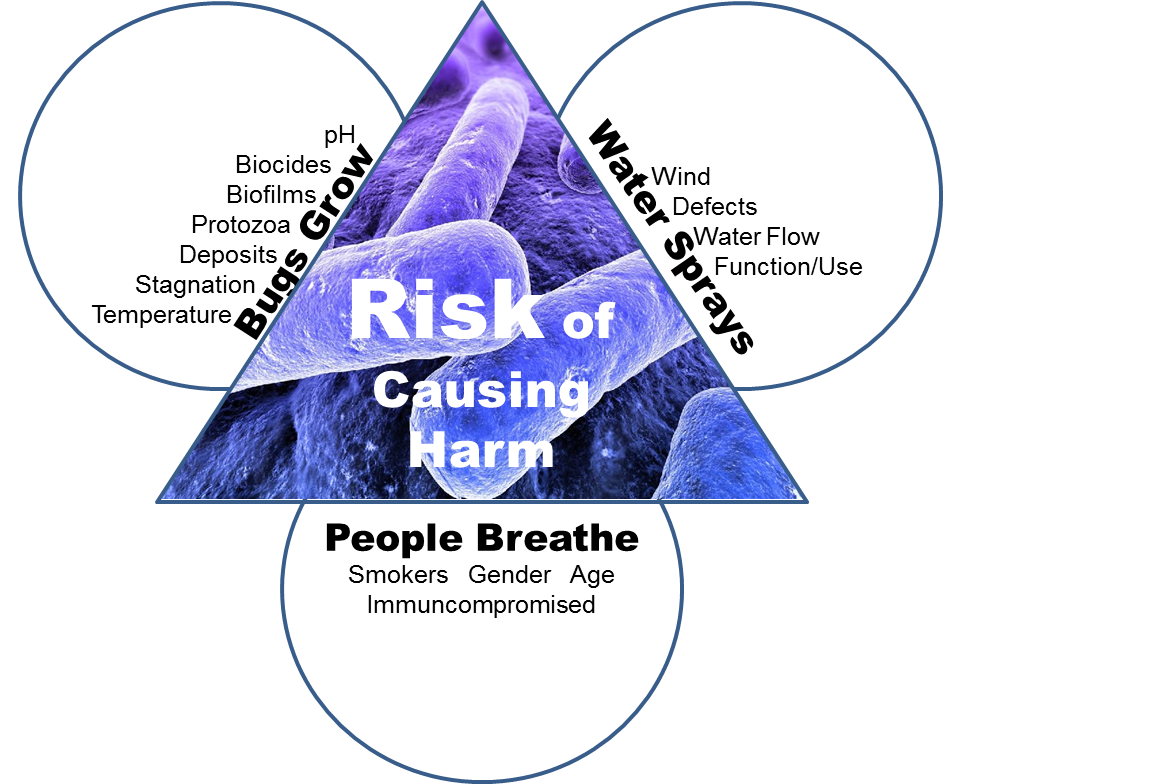 pH
Biocides
Biofilms
Protozoa
Deposits
Stagnation
Temperature
Bugs Grow
Water Sprays
Wind
Defects
Water Flow
Function/Use
Risk of
Causing
Harm
People Breathe
Smokers Gender Age
Immuncompromised